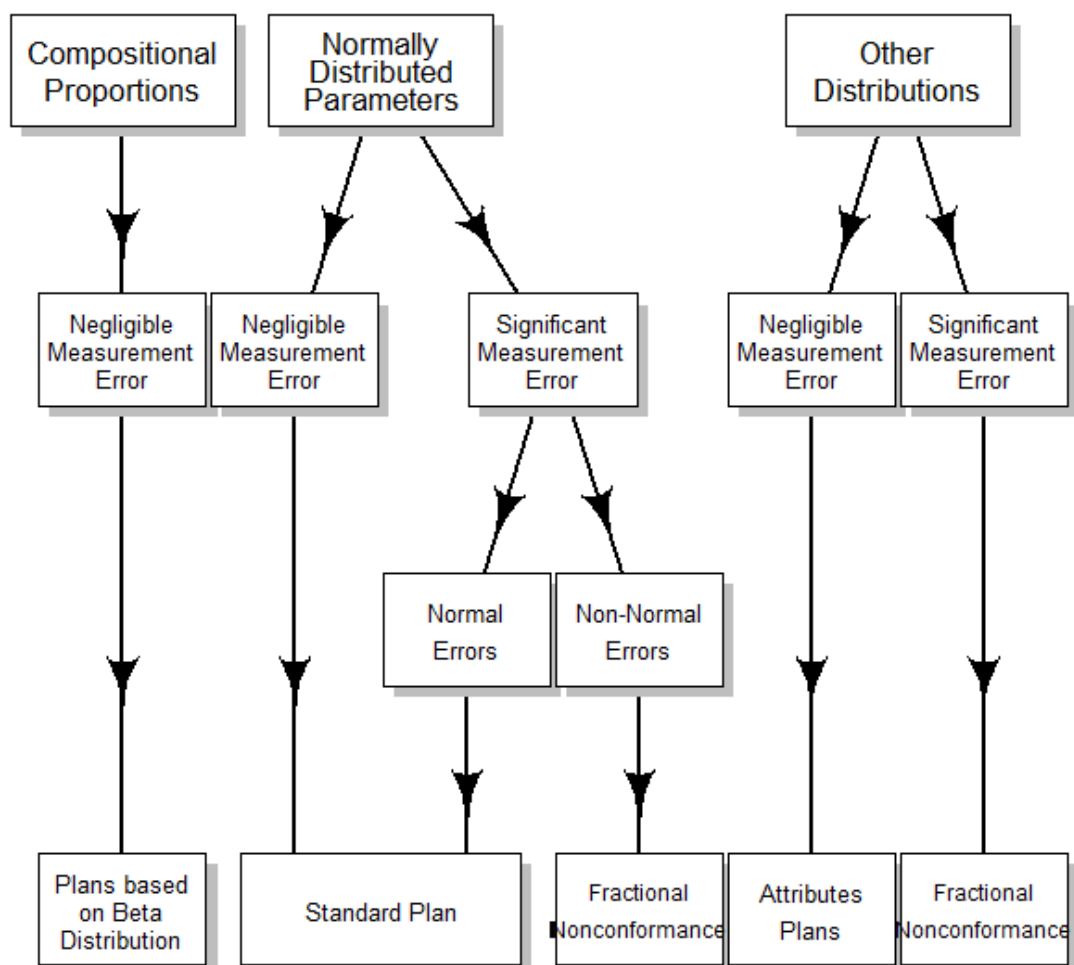 Compositional
Proportions
Normally
Distributed
Parameters
Other
Distributions
Negligible
Measurement
Error
Negligible
Measurement
Error
Significant
Measurement
Error
Negligible
Measurement
Error
Significant
Measurement
Error
Normal
Errors
Non-Normal
Errors
Plans based
on Beta
Distribution
Standard Plan
Fractional
Nonconformance
Attributes
Plans
Fractional
Nonconformance